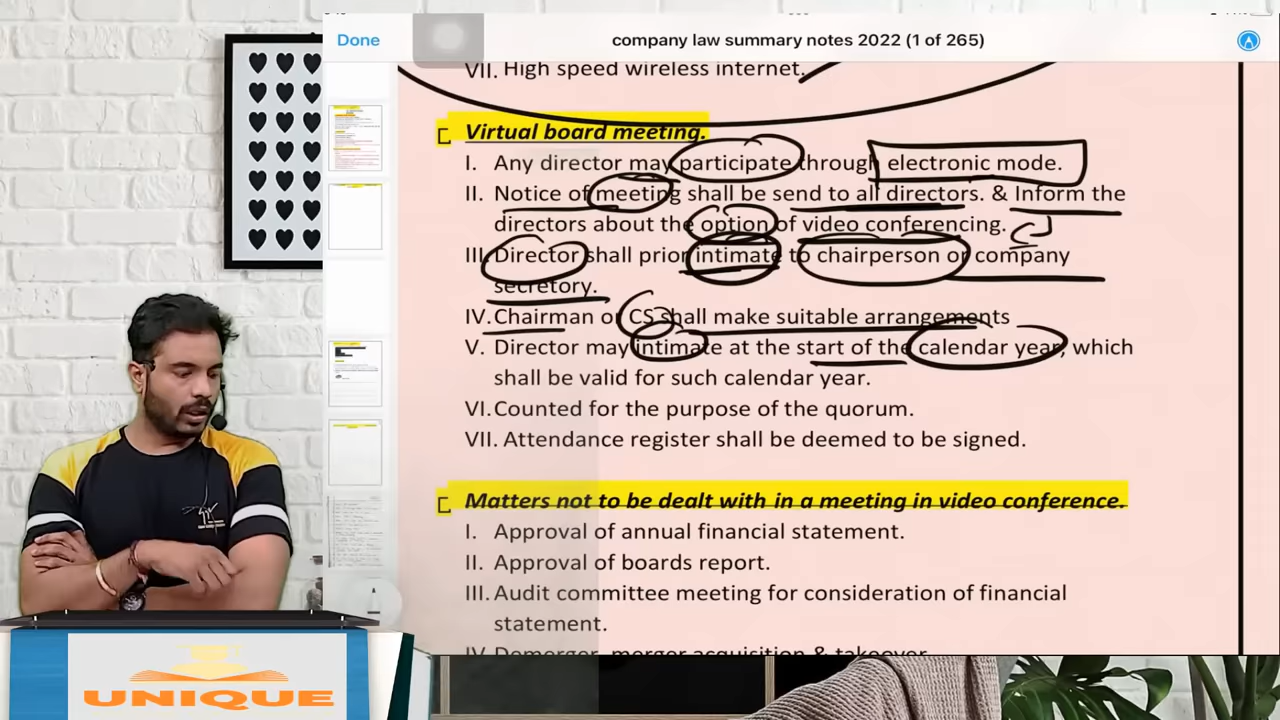 Done
company law summary notes 2022 (1 of 265)
VII. High speed wireless internet.
Virtual board meeting.
I. Any director may participate through electronic mode.
II. Notice of meeting shall be send to all directors. & Inform the
directors about the option of video conferencing.
III. Director shall prior intimate to chairperson or company
secretory.
IV. Chairman or CS shall make suitable arrangements
V. Director may intimate at the start of the calendar year, which
shall be valid for such calendar year.
VI. Counted for the purpose of the quorum.
VII. Attendance register shall be deemed to be signed.
Matters not to be dealt with in a meeting in video conference.
I. Approval of annual financial statement.
II. Approval of boards report.
III. Audit committee meeting for consideration of financial
statement.
IV. Demerger, merger acquisition & takeover
UNIQUE